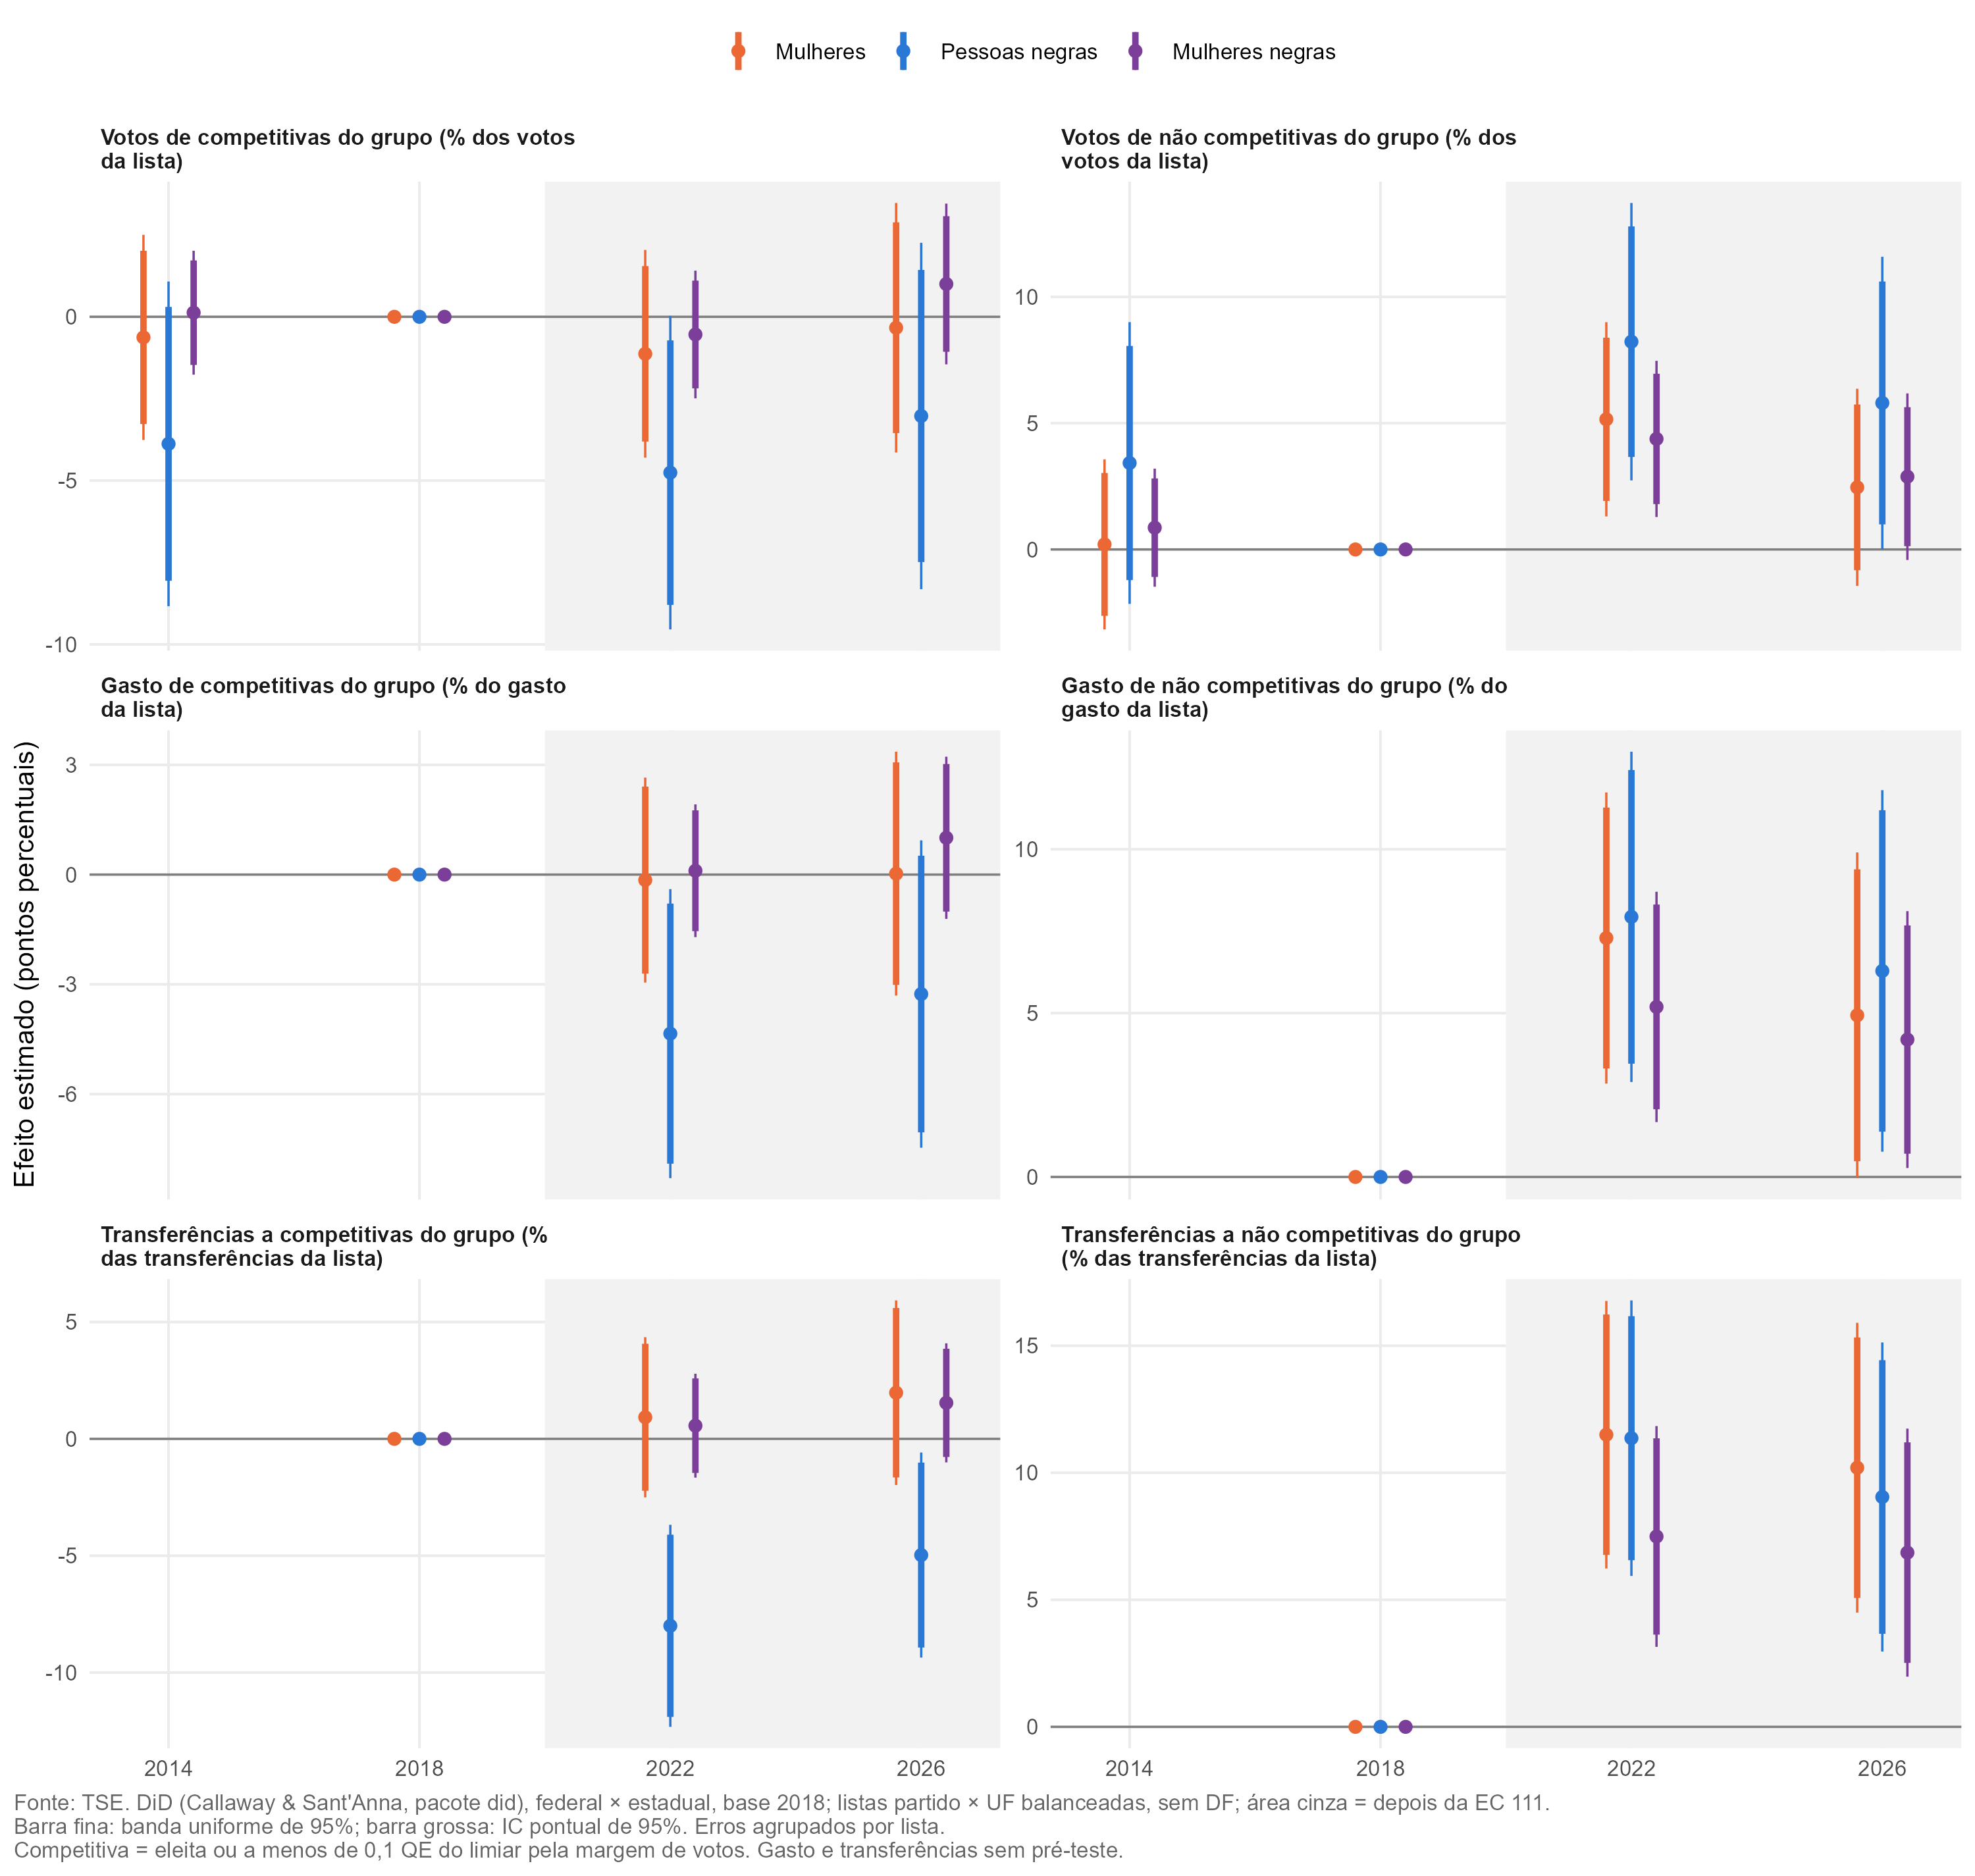 Mulheres Pessoas negras Mulheres negras
Votos de competitivas do grupo (% dos votos
da lista)
Votos de não competitivas do grupo (% dos
votos da lista)
0
-5
-10
10
5
0
Gasto de competitivas do grupo (% do gasto
da lista)
Gasto de não competitivas do grupo (% do
gasto da lista)
Efeito estimado (pontos percentuais)
3
0
-3
-6
10
5
0
Transferências a competitivas do grupo (%
das transferências da lista)
Transferências a não competitivas do grupo
(% das transferências da lista)
5
0
-5
-10
15
10
5
0
2014 2018 2022 2026
2014 2018 2022 2026
Fonte: TSE. DiD (Callaway & Sant'Anna, pacote did), federal × estadual, base 2018; listas partido × UF balanceadas, sem DF; área cinza = depois da EC 111.
Barra fina: banda uniforme de 95%; barra grossa: IC pontual de 95%. Erros agrupados por lista.
Competitiva = eleita ou a menos de 0,1 QE do limiar pela margem de votos. Gasto e transferências sem pré-teste.